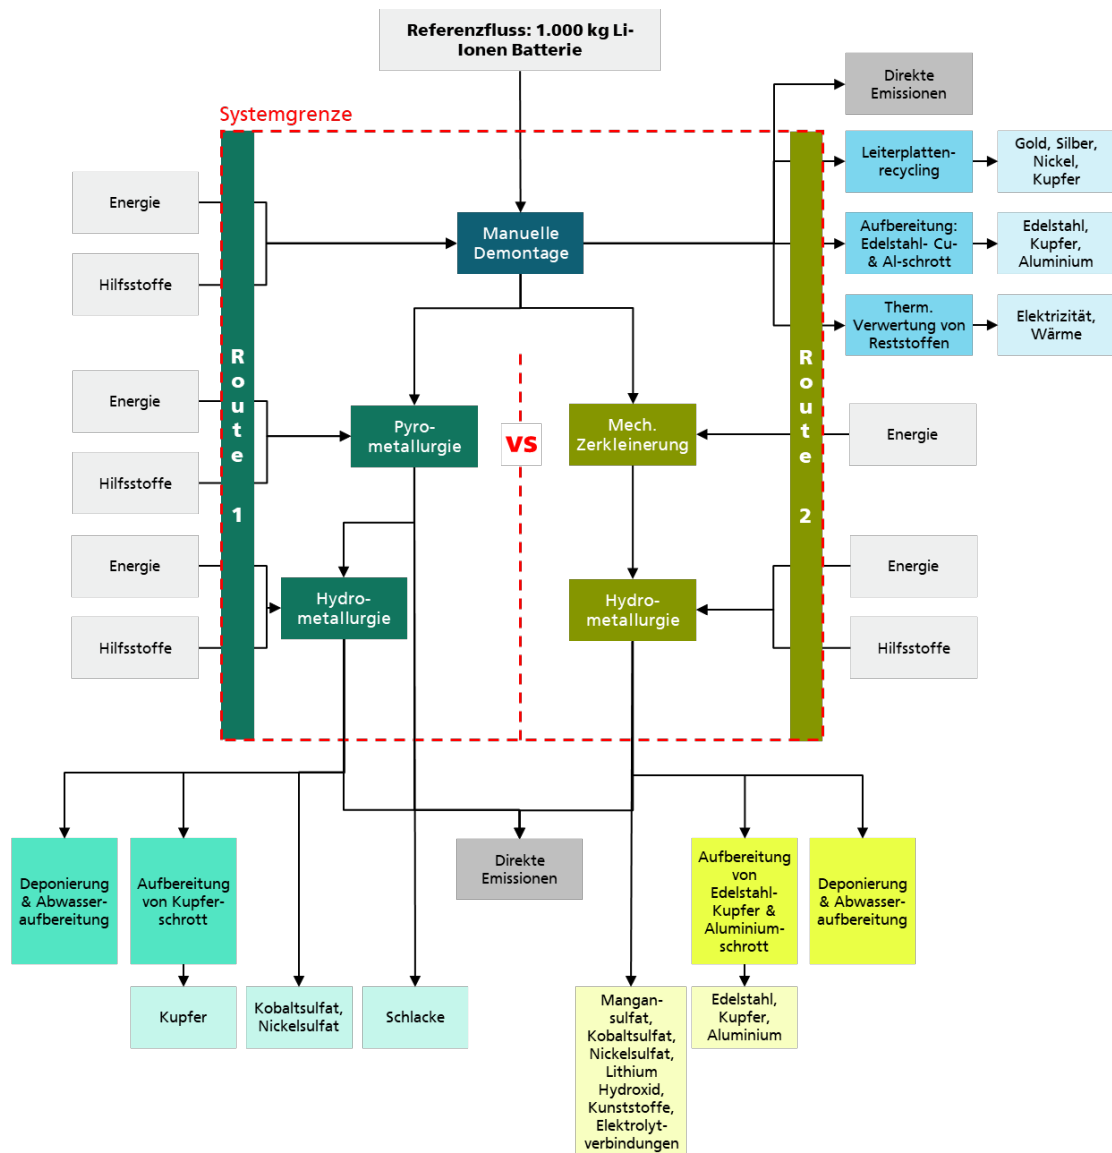 Referenzfluss: 1.000 kg Li-
Ionen Batterie
Systemgrenze
Direkte
Emissionen
Leiterplatten-
recycling
Gold, Silber,
Nickel,
Kupfer
Energie
Manuelle
Demontage
Aufbereitung:
Edelstahl- Cu-
& Al-schrott
Edelstahl,
Kupfer,
Aluminium
Hilfsstoffe
Therm.
Verwertung von
Reststoffen
Elektrizität,
Wärme
Route 1
Route 2
Energie
Pyro-
metallurgie
vs
Mech.
Zerkleinerung
Energie
Hilfsstoffe
Energie
Hydro-
metallurgie
Hydro-
metallurgie
Energie
Hilfsstoffe
Hilfsstoffe
Deponierung
& Abwasser-
aufbereitung
Aufbereitung
von Kupfer-
schrott
Direkte
Emissionen
Aufbereitung
von
Edelstahl-
Kupfer &
Aluminium-
schrott
Deponierung
& Abwasser-
aufbereitung
Kupfer
Kobaltsulfat,
Nickelsulfat
Schlacke
Mangan-
sulfat,
Kobaltsulfat,
Nickelsulfat,
Lithium
Hydroxid,
Kunststoffe,
Elektrolyt-
verbindungen
Edelstahl,
Kupfer,
Aluminium